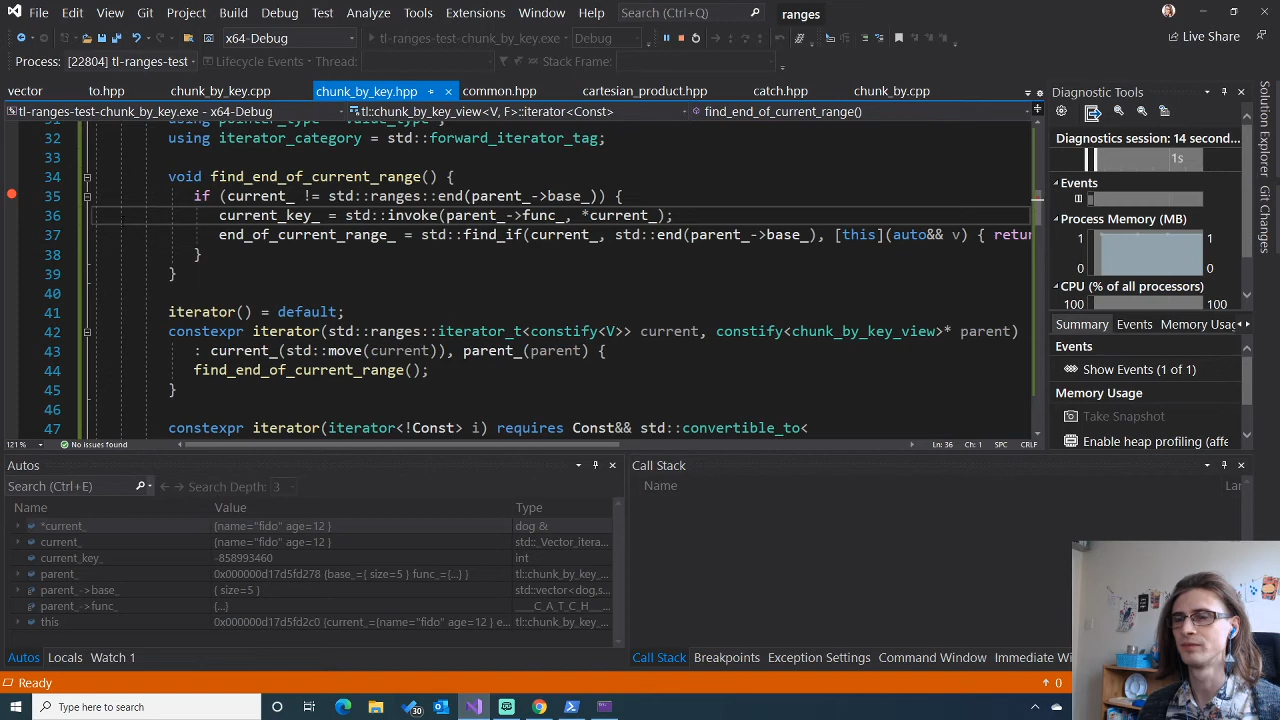 File Edit View Git Project Build Debug Test Analyze Tools Extensions Window Help Search (Ctrl+Q) ranges
x64-Debug tl-ranges-test-chunk_by_key.exe Debug Live Share
Process: [22804] tl-ranges-test Lifecycle Events Thread: Stack Frame:
vector to.hpp chunk_by_key.cpp chunk_by_key.hpp common.hpp cartesian_product.hpp catch.hpp chunk_by.cpp
tl-ranges-test-chunk_by_key.exe - x64-Debug tl::chunk_by_key_view<V, F>::iterator<Const> find_end_of_current_range()
32 using iterator_category = std::forward_iterator_tag;
33
34 void find_end_of_current_range() {
35 if (current_ != std::ranges::end(parent_->base_)) {
36 current_key_ = std::invoke(parent_->func_, *current_);
37 end_of_current_range_ = std::find_if(current_, std::end(parent_->base_), [this](auto&& v) { retur
38 }
39 }
40
41 iterator() = default;
42 constexpr iterator(std::ranges::iterator_t<constify<V>> current, constify<chunk_by_key_view>* parent)
43 : current_(std::move(current)), parent_(parent) {
44 find_end_of_current_range();
45 }
46
47 constexpr iterator(iterator<!Const> i) requires Const&& std::convertible_to<
121 % No issues found Ln: 36 Ch: 1 SPC CRLF
Diagnostic Tools
Diagnostics session: 14 second
1s
Events
Process Memory (MB)
1 1
0 0
CPU (% of all processors)
100 100
Summary Events Memory Usag
Events
Show Events (1 of 1)
Memory Usage
Take Snapshot
Enable heap profiling (affe
Solution Explorer
Git Changes
Autos
Search (Ctrl+E) Search Depth: 3
Name Value Type
*current_ {name="fido" age=12 } dog &
current_ {name="fido" age=12 } std::_Vector_itera
current_key_ -858993460 int
parent_ 0x000000d17d5fd278 {base_={ size=5 } func_={...} } tl::chunk_by_key_
parent_->base_ { size=5 } std::vector<dog,s
parent_->func_ {...} ____C_A_T_C_H__
this 0x000000d17d5fd2c0 {current_={name="fido" age=12 } e tl::chunk_by_key_
Autos Locals Watch 1
Call Stack
Name Lar
Call Stack Breakpoints Exception Settings Command Window Immediate Wi
Ready 0
Type here to search 30